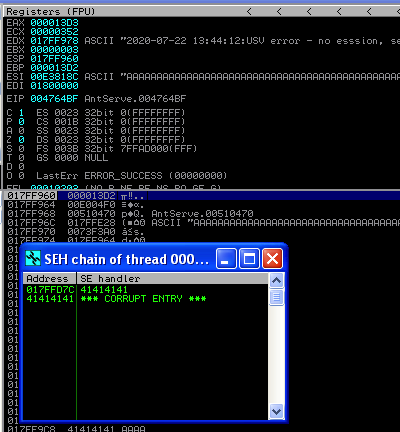 Registers (FPU) < < < <
EAX 000013D3
ECX 00000352
EDX 017FF978 ASCII "2020-07-22 13:44:12:USV error - no esssion, se
EBX 00000003
ESP 017FF960
EBP 000013D2
ESI 00E3818C ASCII "AAAAAAAAAAAAAAAAAAAAAAAAAAAAAAAAAAAAAAAAAAA
EDI 01800000
EIP 004764BF AntServe.004764BF
C 1 ES 0023 32bit 0(FFFFFFFF)
P 0 CS 001B 32bit 0(FFFFFFFF)
A 0 SS 0023 32bit 0(FFFFFFFF)
Z 0 DS 0023 32bit 0(FFFFFFFF)
S 0 FS 003B 32bit 7FFAD000(FFF)
T 0 GS 0000 NULL
D 0
O 0 LastErr ERROR_SUCCESS (00000000)
017FF960 000013D2
017FF964 00E004F0
017FF968 00510470 AntServe.00510470
017FF96C 017FFE28 ASCII "AAAAAAAAAAAAAAAAAAAAAAAA
017FF970 0073F3A0
017FF974
SEH chain of thread 000...
Address SE handler
017FFD7C 41414141
41414141 *** CORRUPT ENTRY ***
017FF9C8 41414141 AAAA